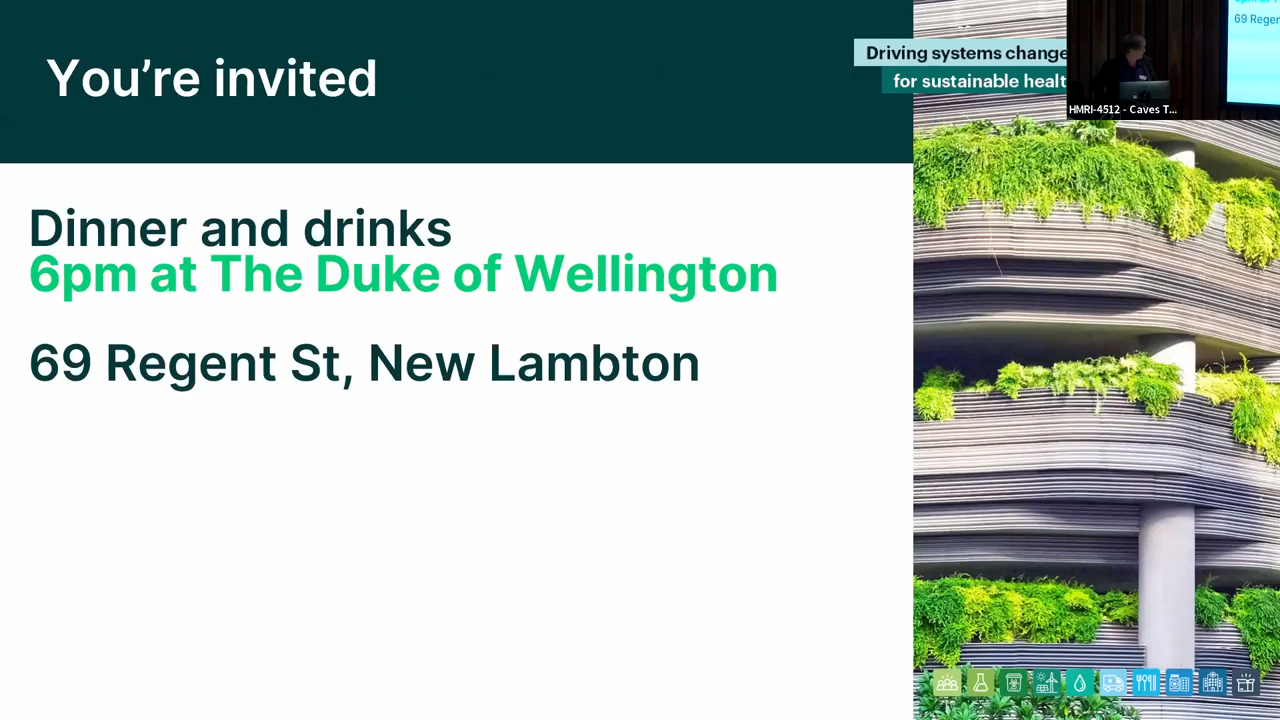 You're invited
Driving systems change
for sustainable healt
Dinner and drinks
6pm at The Duke of Wellington
69 Regent St, New Lambton
69 Regen
HMRI-4512 - Caves T...